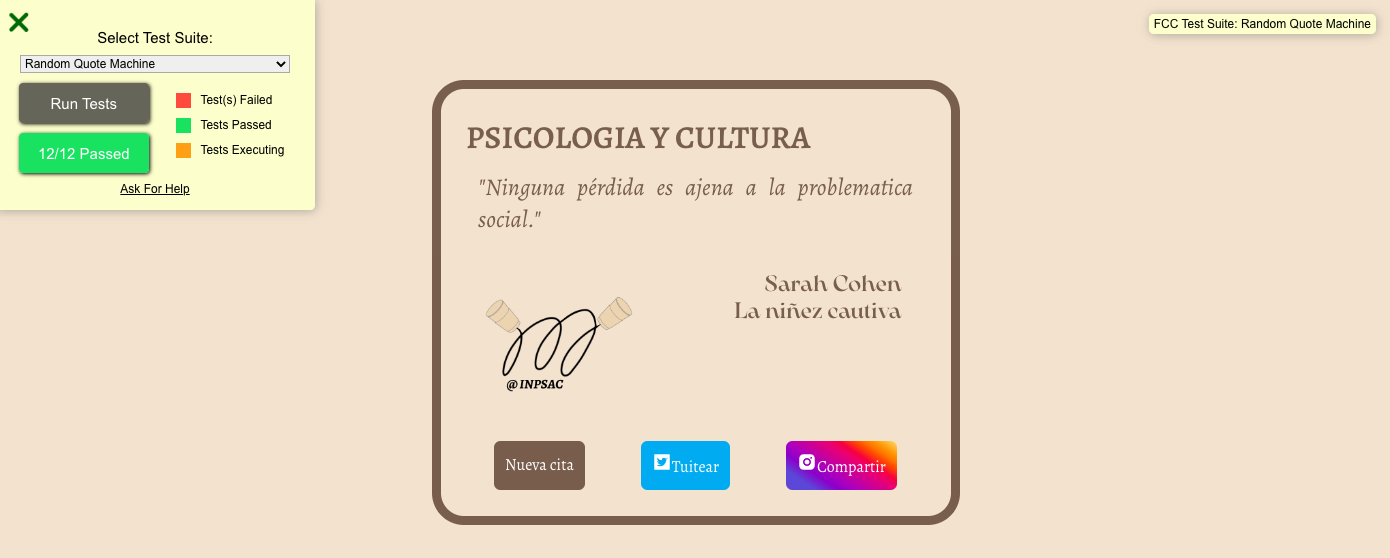 Select Test Suite:
Random Quote Machine
Run Tests
12/12 Passed
Test(s) Failed
Tests Passed
Tests Executing
Ask For Help
FCC Test Suite: Random Quote Machine
PSICOLOGIA Y CULTURA
"Ninguna pérdida es ajena a la problematica
social."
Sarah Cohen
La niñez cautiva
@INPSAC
Nueva cita
Tuitear
Compartir